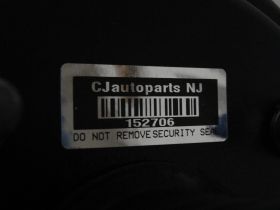 CJautoparts NJ
152706
DO NOT REMOVE SECURITY SEAL